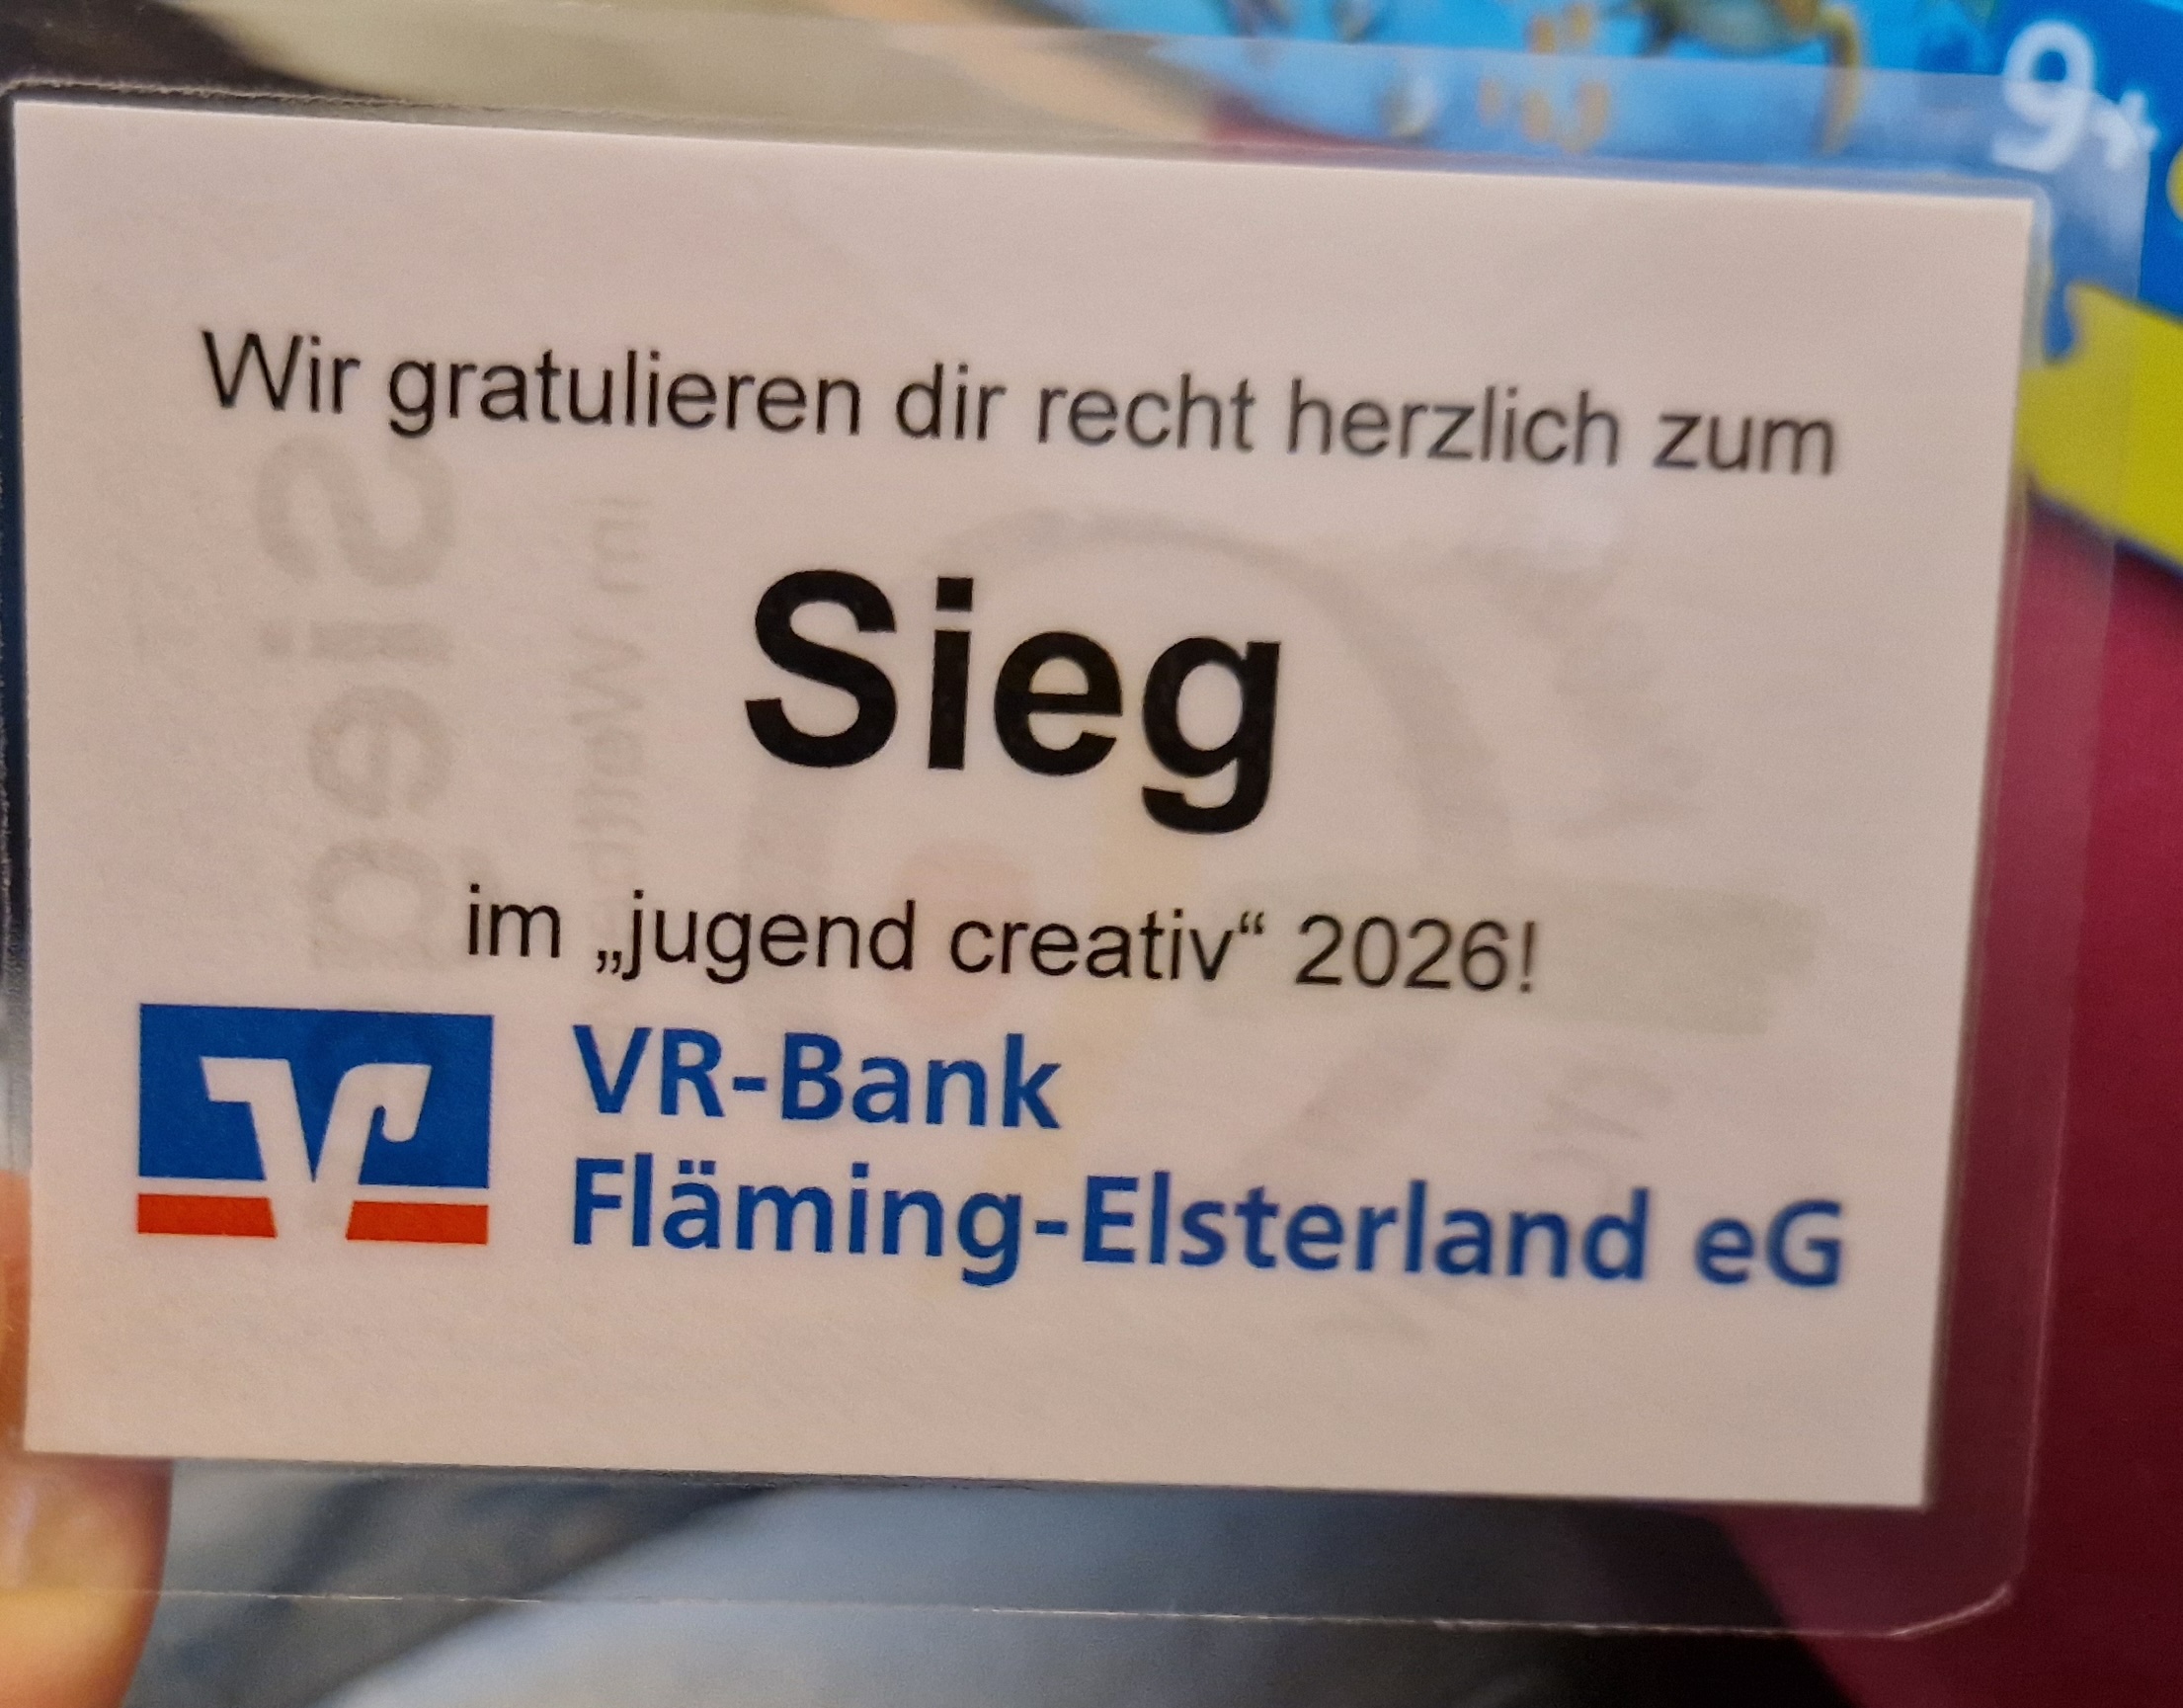 9+
Wir gratulieren dir recht herzlich zum
Sieg
im „jugend creativ“ 2026!
VR-Bank
Fläming-Elsterland eG